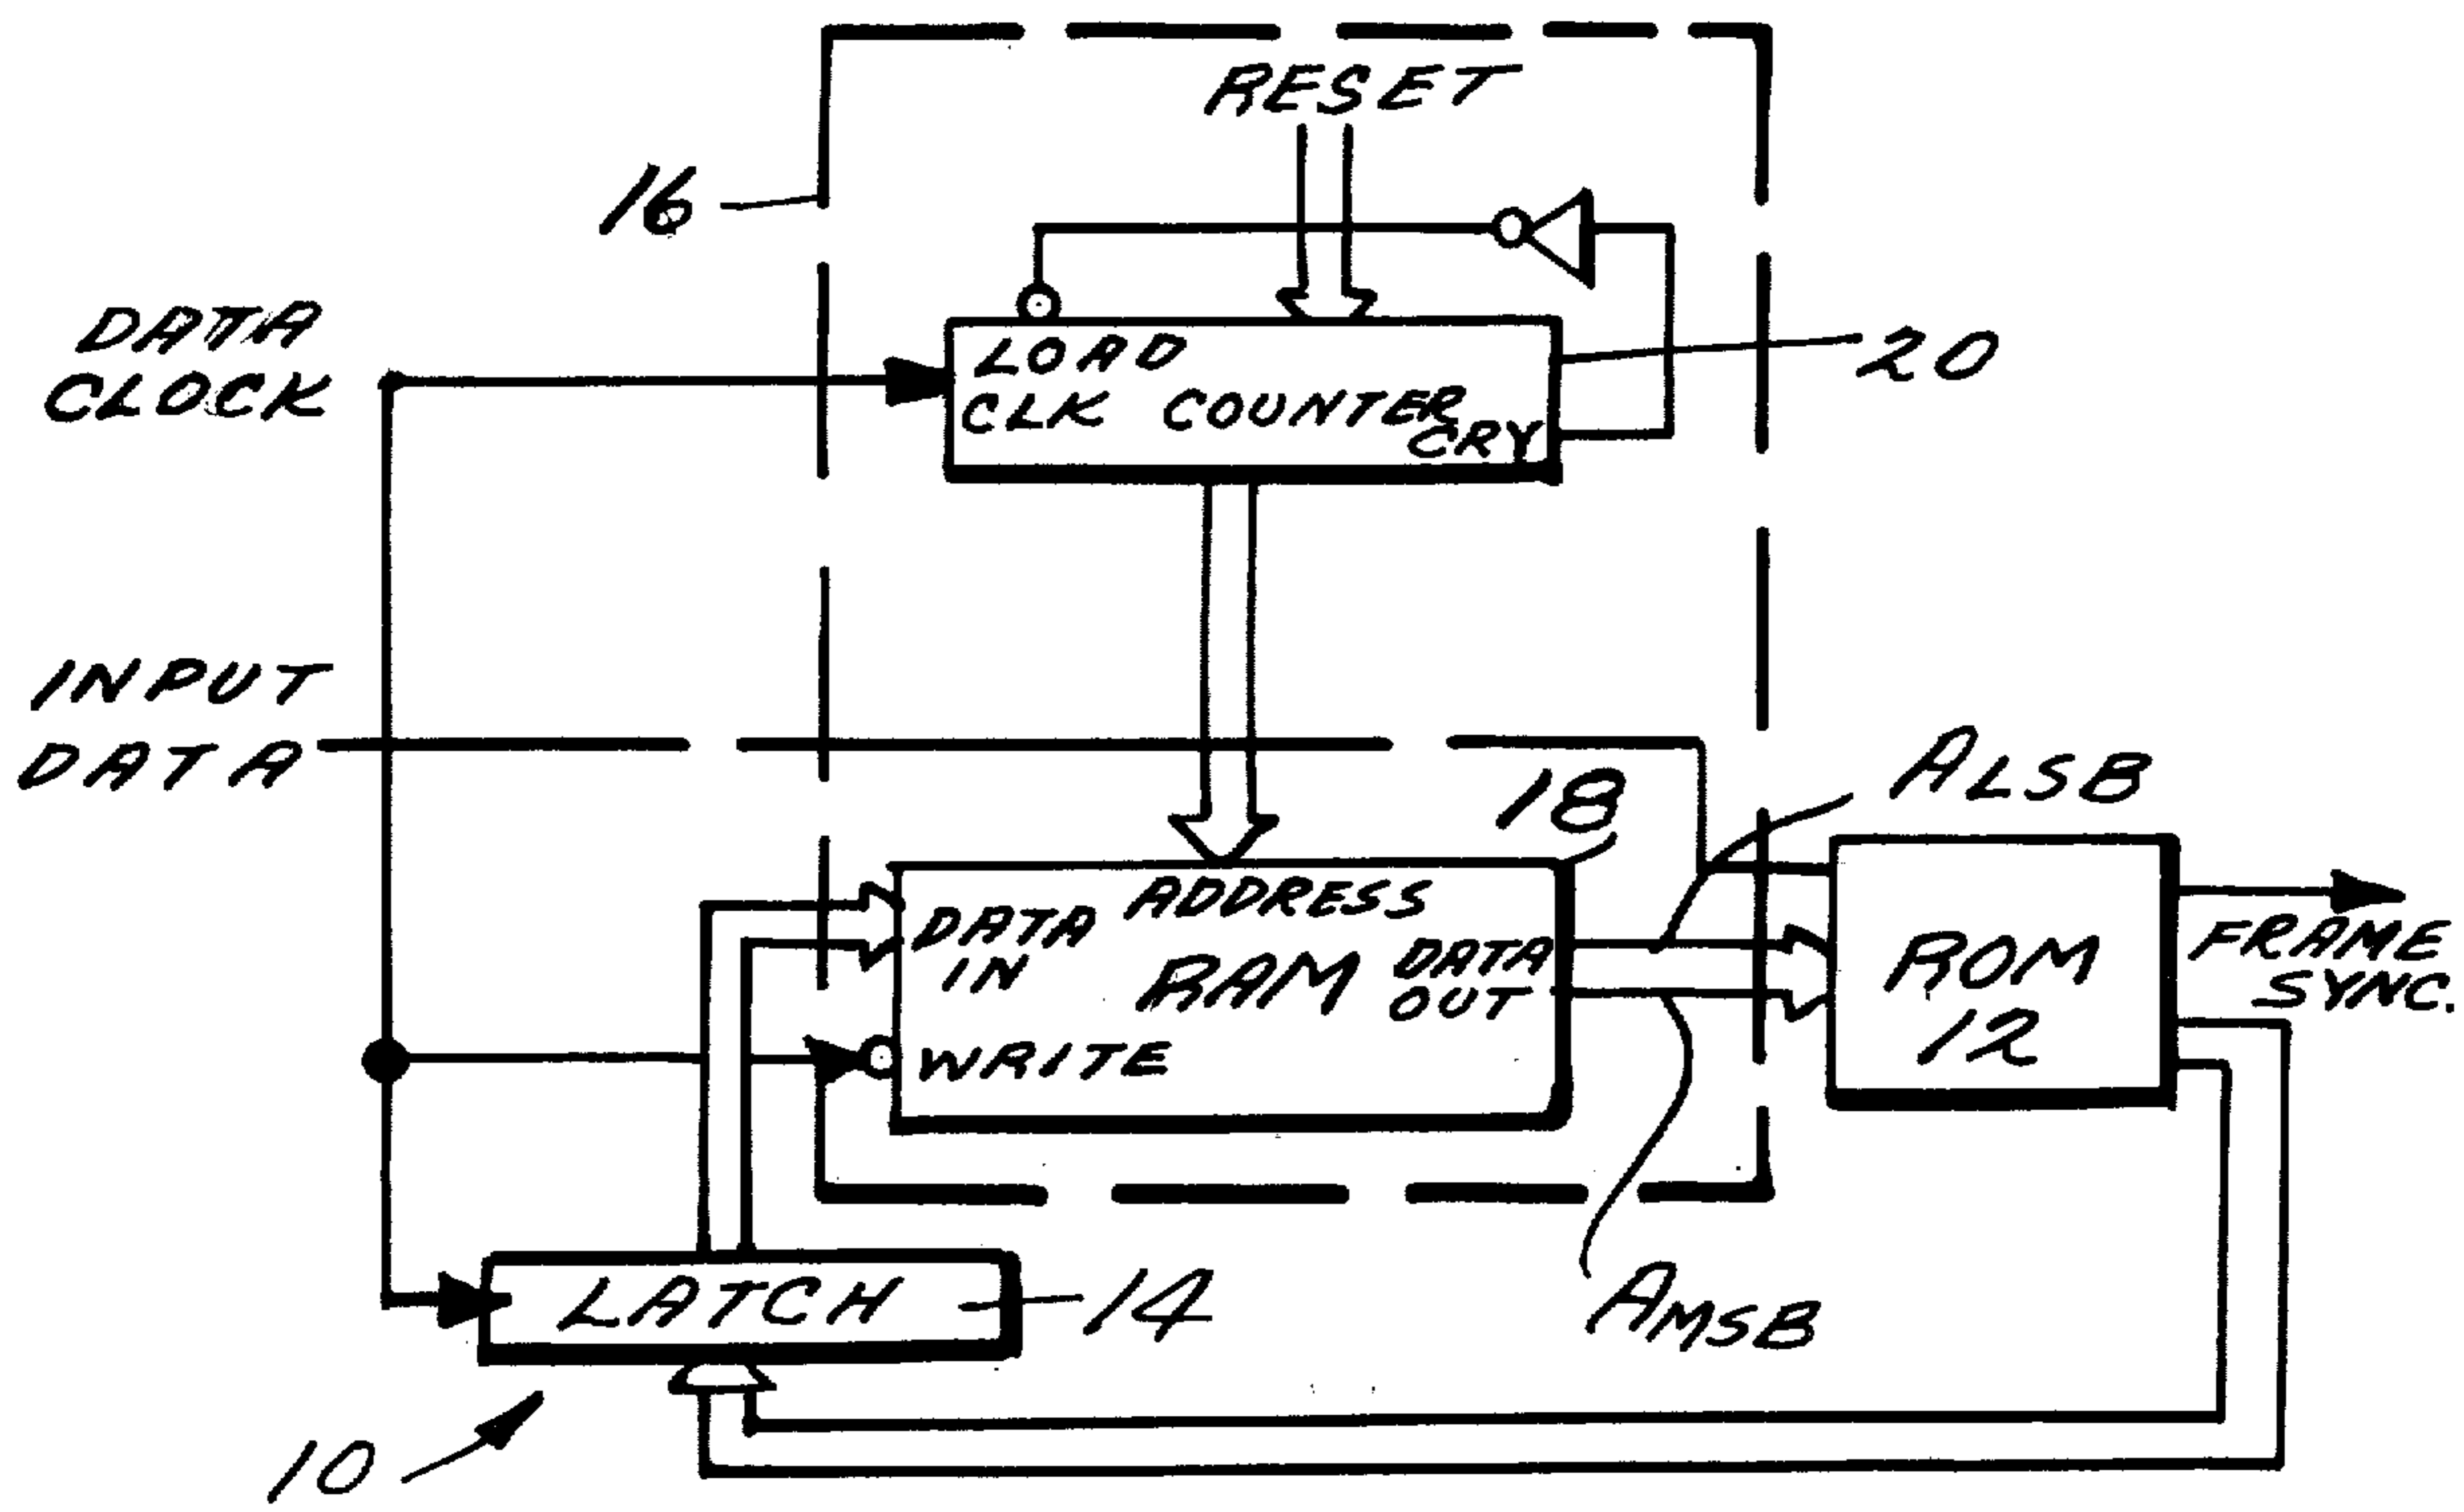 RESET
16
DATA
CLOCK
LOAD
CLK COUNTER
CRY
20
INPUT
DATA
18
ALSB
ADDRESS
DATA
IN
RAM
DATA
OUT
WRITE
ROM
12
FRAME
SYNC.
LATCH
14
AMSB
10